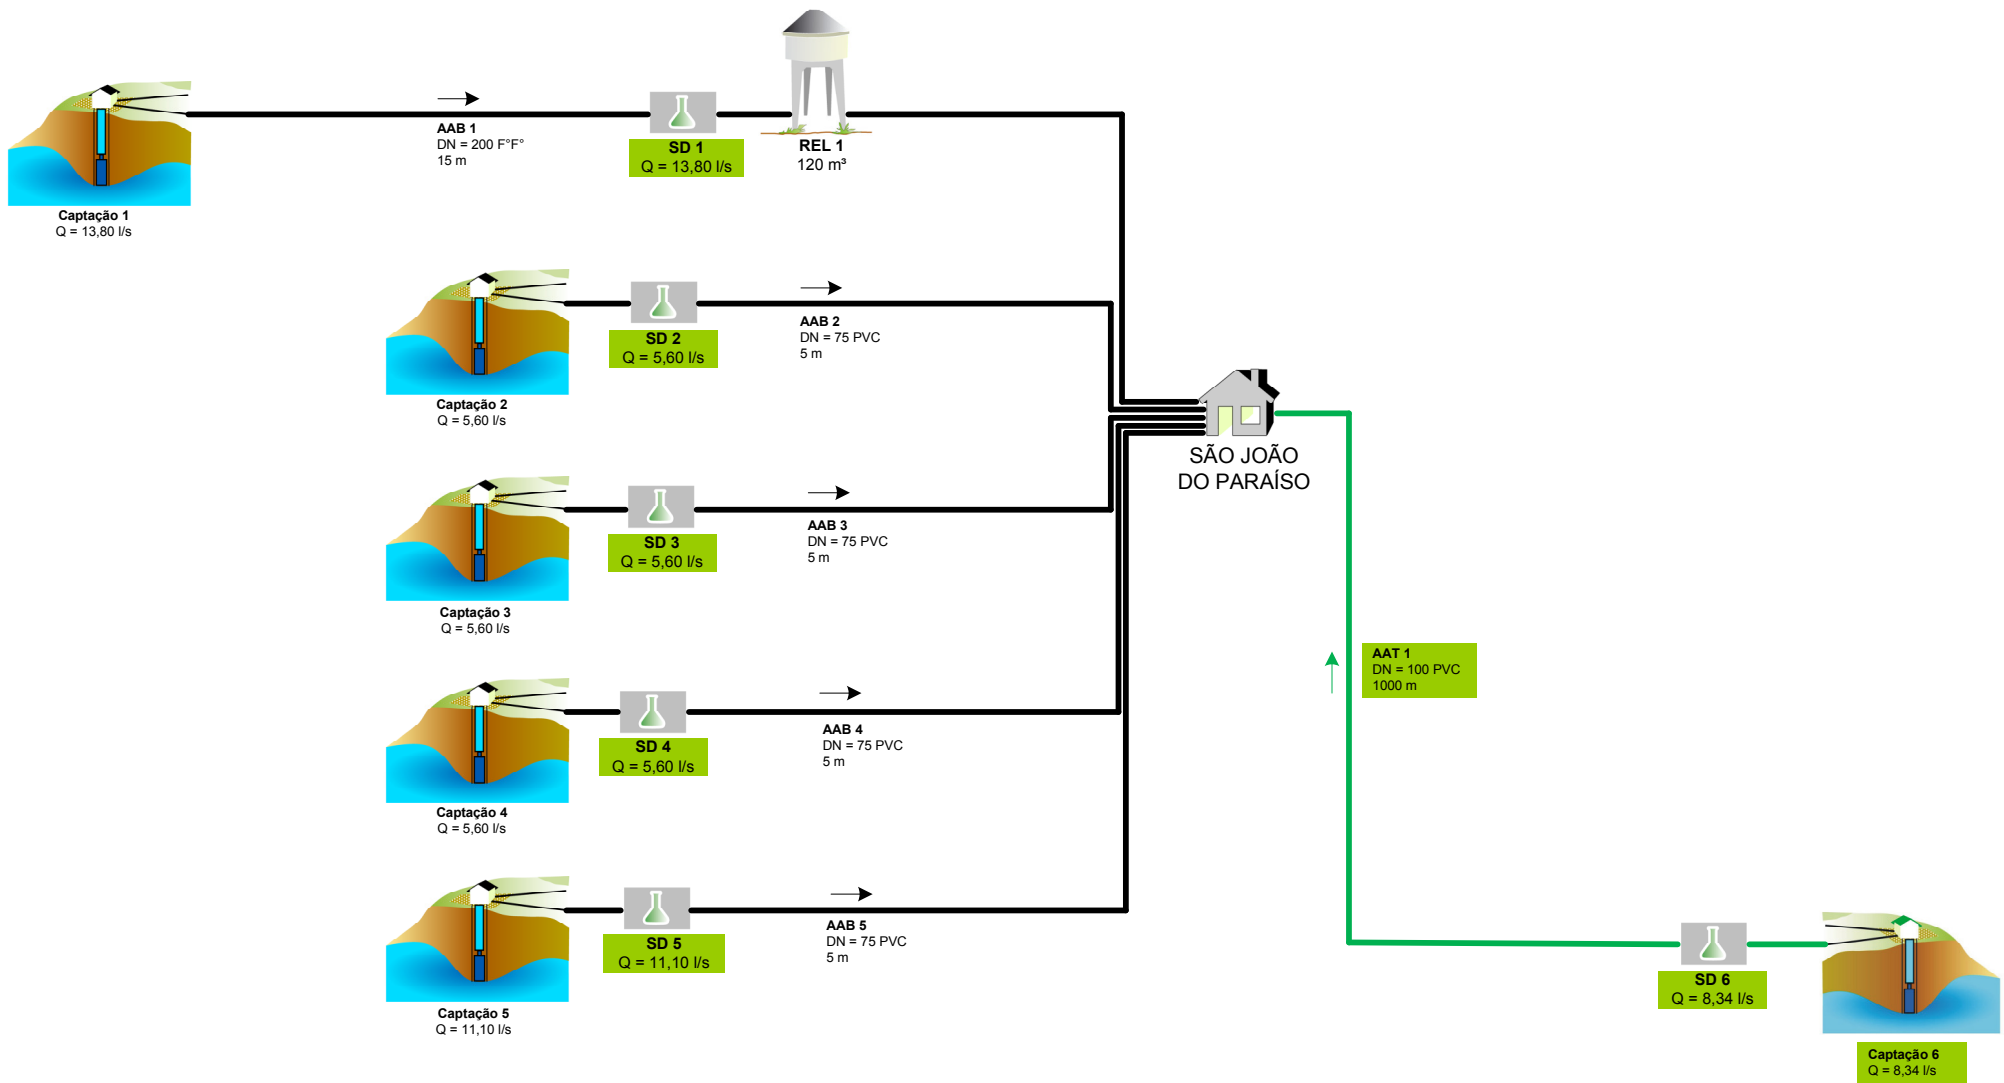 AAB 1
DN = 200 F°F°
15 m
SD 1
Q = 13,80 l/s
REL 1
120 m³
Captação 1
Q = 13,80 l/s
SD 2
Q = 5,60 l/s
AAB 2
DN = 75 PVC
5 m
Captação 2
Q = 5,60 l/s
SÃO JOÃO
DO PARAÍSO
SD 3
Q = 5,60 l/s
AAB 3
DN = 75 PVC
5 m
Captação 3
Q = 5,60 l/s
AAT 1
DN = 100 PVC
1000 m
SD 4
Q = 5,60 l/s
AAB 4
DN = 75 PVC
5 m
Captação 4
Q = 5,60 l/s
SD 5
Q = 11,10 l/s
AAB 5
DN = 75 PVC
5 m
Captação 5
Q = 11,10 l/s
SD 6
Q = 8,34 l/s
Captação 6
Q = 8,34 l/s